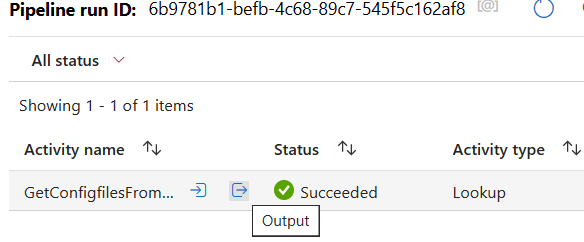 Pipeline run ID: 6b9781b1-befb-4c68-89c7-545f5c162af8 [@]
All status
Showing 1 - 1 of 1 items
Activity name Status Activity type
GetConfigfilesFrom... Succeeded Lookup
Output